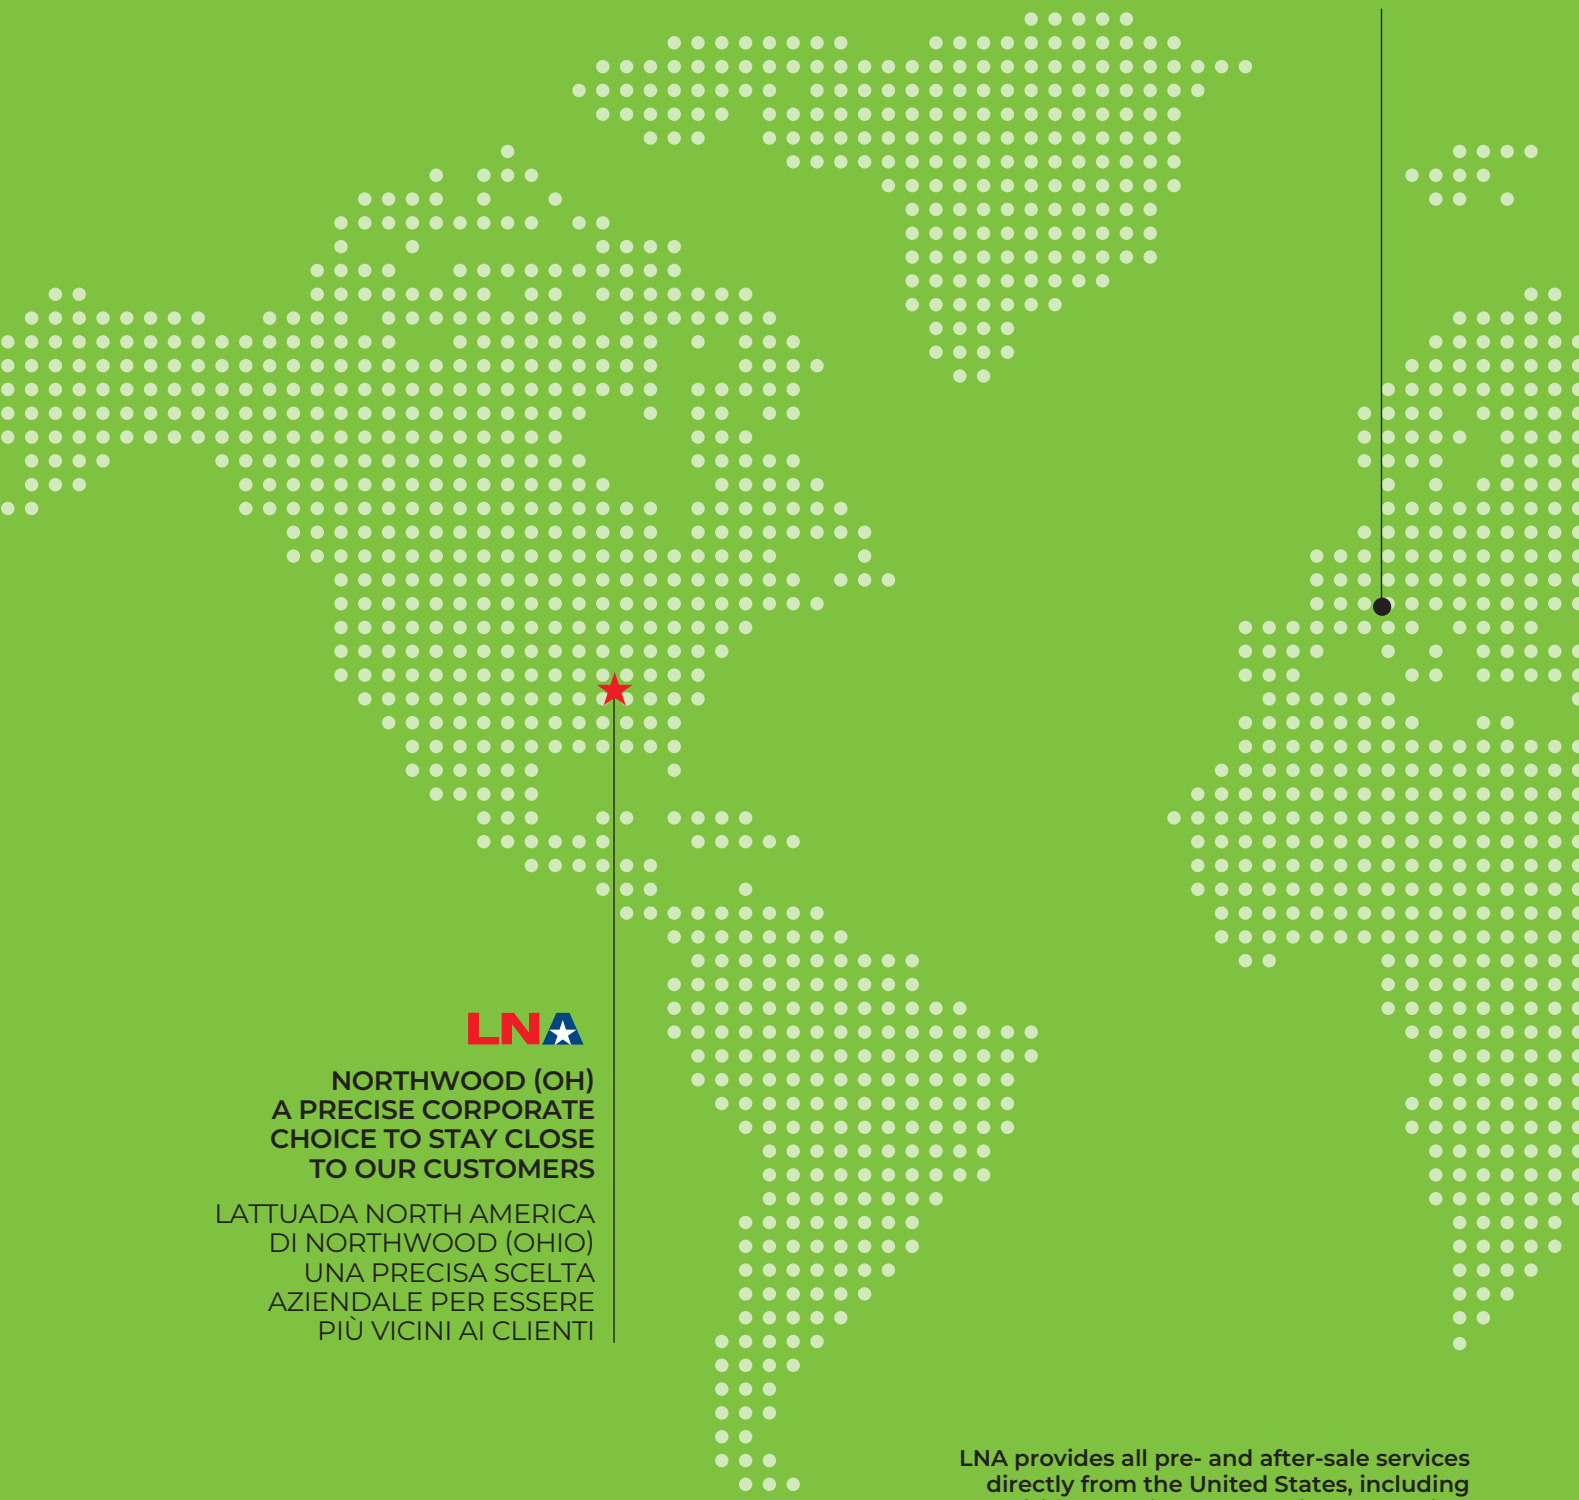 LNA
NORTHWOOD (OH)
A PRECISE CORPORATE
CHOICE TO STAY CLOSE
TO OUR CUSTOMERS
LATTUADA NORTH AMERICA
DI NORTHWOOD (OHIO)
UNA PRECISA SCELTA
AZIENDALE PER ESSERE
PIÙ VICINI AI CLIENTI
LNA provides all pre- and after-sale services
directly from the United States, including